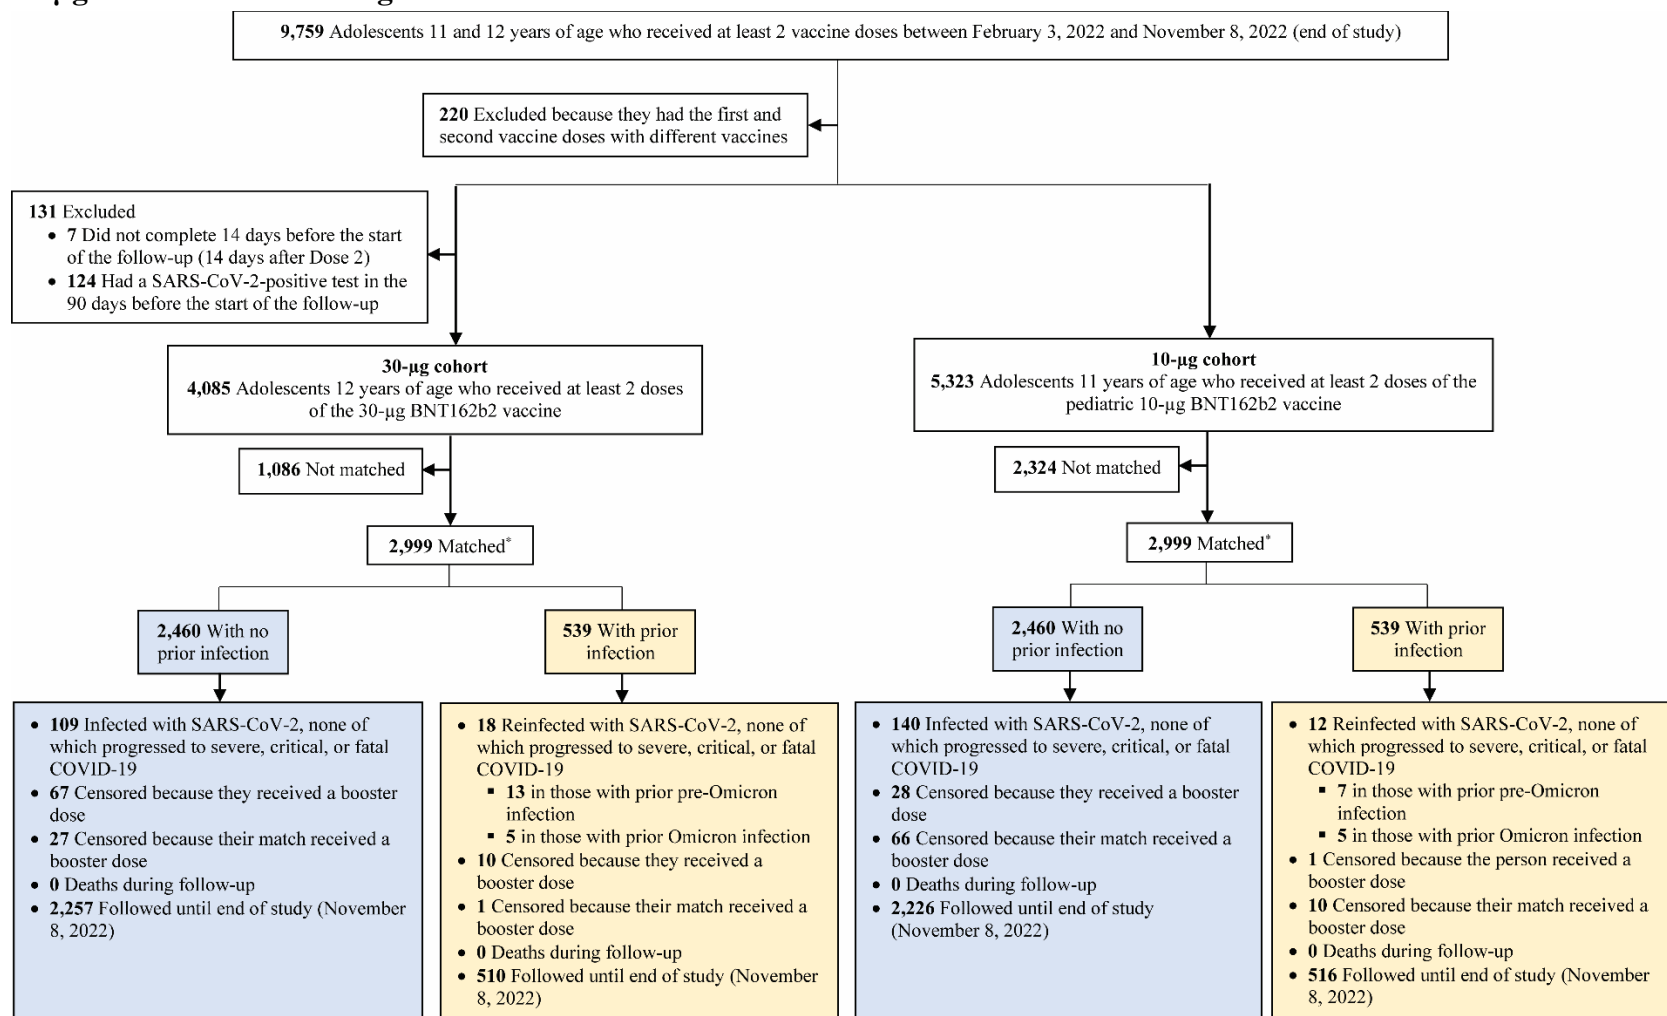 9,759 Adolescents 11 and 12 years of age who received at least 2 vaccine doses between February 3, 2022 and November 8, 2022 (end of study)
220 Excluded because they had the first and
second vaccine doses with different vaccines
131 Excluded
• 7 Did not complete 14 days before the start
of the follow-up (14 days after Dose 2)
• 124 Had a SARS-CoV-2-positive test in the
90 days before the start of the follow-up
30-µg cohort
4,085 Adolescents 12 years of age who received at least 2 doses
of the 30-µg BNT162b2 vaccine
10-µg cohort
5,323 Adolescents 11 years of age who received at least 2 doses of the
pediatric 10-µg BNT162b2 vaccine
1,086 Not matched
2,324 Not matched
2,999 Matched*
2,999 Matched*
2,460 With no
prior infection
539 With prior
infection
2,460 With no
prior infection
539 With prior
infection
• 109 Infected with SARS-CoV-2, none of
which progressed to severe, critical, or fatal
COVID-19
• 67 Censored because they received a booster
dose
• 27 Censored because their match received a
booster dose
• 0 Deaths during follow-up
• 2,257 Followed until end of study (November
8, 2022)
• 18 Reinfected with SARS-CoV-2, none of
which progressed to severe, critical, or fatal
COVID-19
▪ 13 in those with prior pre-Omicron
infection
▪ 5 in those with prior Omicron infection
• 10 Censored because they received a
booster dose
• 1 Censored because their match received a
booster dose
• 0 Deaths during follow-up
• 510 Followed until end of study (November
8, 2022)
• 140 Infected with SARS-CoV-2, none of
which progressed to severe, critical, or fatal
COVID-19
• 28 Censored because they received a booster
dose
• 66 Censored because their match received a
booster dose
• 0 Deaths during follow-up
• 2,226 Followed until end of study
(November 8, 2022)
• 12 Reinfected with SARS-CoV-2, none of
which progressed to severe, critical, or fatal
COVID-19
▪ 7 in those with prior pre-Omicron
infection
▪ 5 in those with prior Omicron infection
• 1 Censored because the person received a
booster dose
• 10 Censored because their match received a
booster dose
• 0 Deaths during follow-up
• 516 Followed until end of study (November
8, 2022)